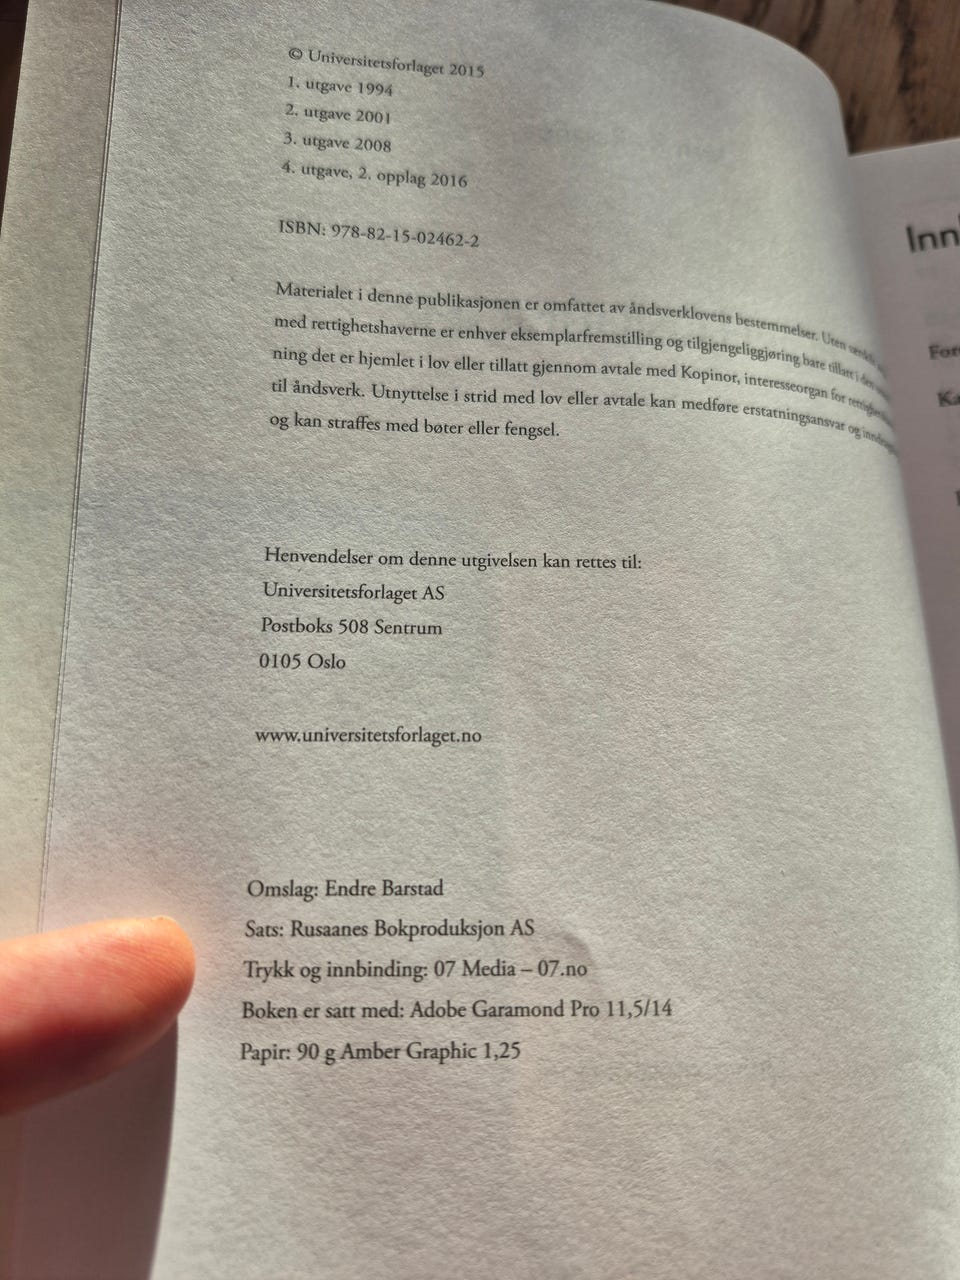 © Universitetsforlaget 2015
1. utgave 1994
2. utgave 2001
3. utgave 2008
4. utgave, 2. opplag 2016
ISBN: 978-82-15-02462-2
Materialet i denne publikasjonen er omfattet av åndsverklovens bestemmelser. Uten
med rettighetshaverne er enhver eksemplarfremstilling og tilgjengeliggjøring bare tillatt i den
ning det er hjemlet i lov eller tillatt gjennom avtale med Kopinor, interesseorgan for
til åndsverk. Utnyttelse i strid med lov eller avtale kan medføre erstatningsansvar og
og kan straffes med bøter eller fengsel.
Henvendelser om denne utgivelsen kan rettes til:
Universitetsforlaget AS
Postboks 508 Sentrum
0105 Oslo
www.universitetsforlaget.no
Omslag: Endre Barstad
Sats: Rusaanes Bokproduksjon AS
Trykk og innbinding: 07 Media – 07.no
Boken er satt med: Adobe Garamond Pro 11,5/14
Papir: 90 g Amber Graphic 1,25
Inn